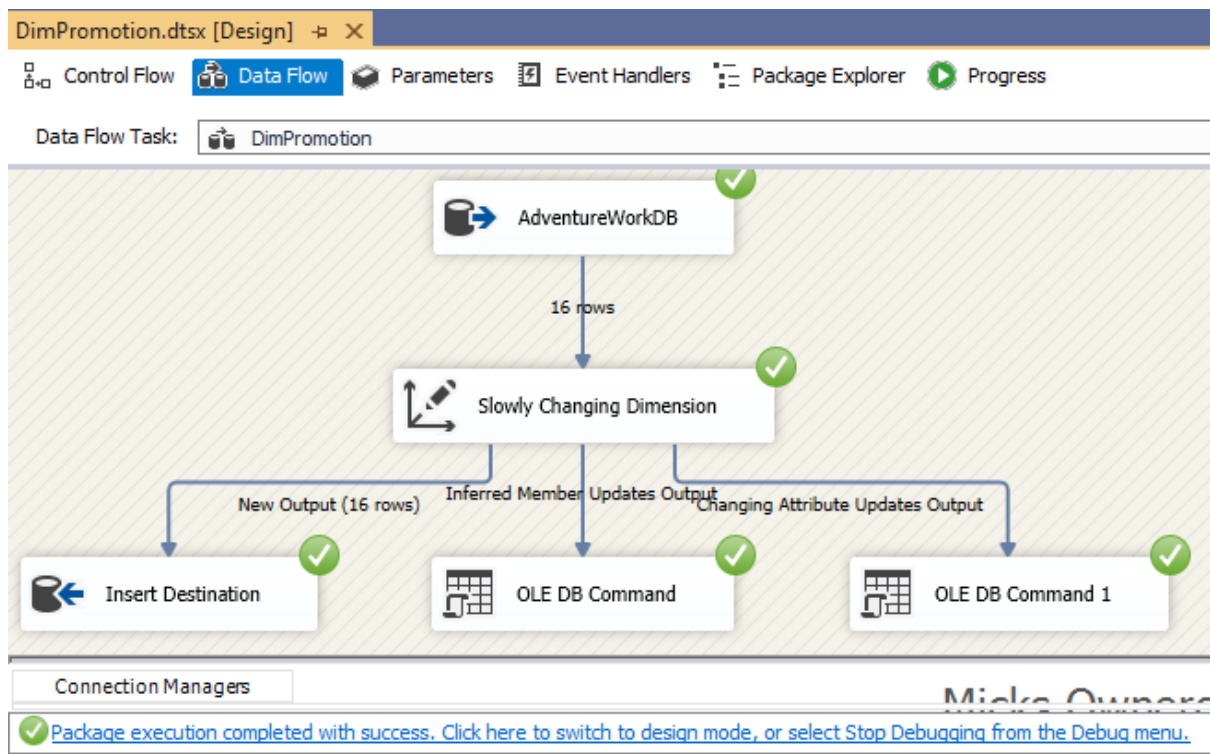 DimPromotion.dtsx [Design]
Control Flow Data Flow Parameters Event Handlers Package Explorer Progress
Data Flow Task: DimPromotion
AdventureWorkDB
16 rows
Slowly Changing Dimension
New Output (16 rows) Inferred Member Updates Output Changing Attribute Updates Output
Insert Destination OLE DB Command OLE DB Command 1
Connection Managers
Package execution completed with success. Click here to switch to design mode, or select Stop Debugging from the Debug menu.